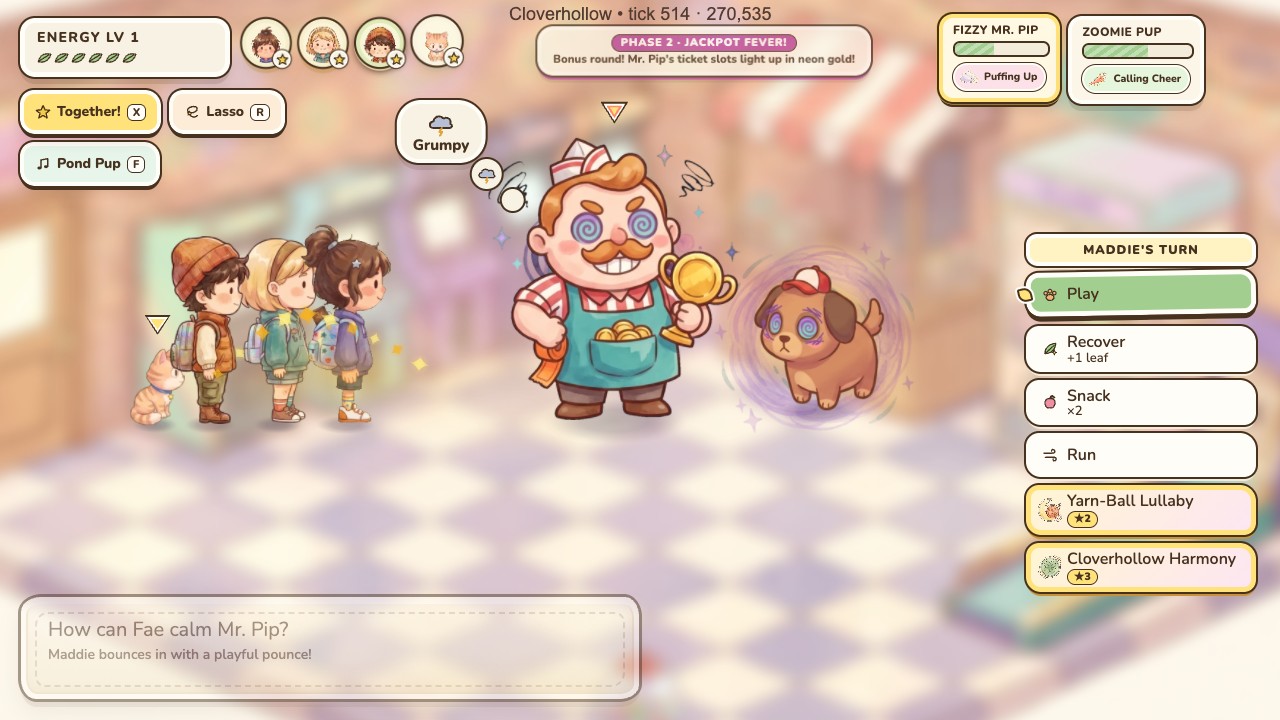 Cloverhollow • tick 514 · 270,535
ENERGY LV 1
PHASE 2 · JACKPOT FEVER!
Bonus round! Mr. Pip's ticket slots light up in neon gold!
FIZZY MR. PIP
Puffing Up
ZOOMIE PUP
Calling Cheer
Together! X
Lasso R
Pond Pup F
Grumpy
MADDIE'S TURN
Play
Recover
+1 leaf
Snack
×2
Run
Yarn-Ball Lullaby
★2
Cloverhollow Harmony
★3
How can Fae calm Mr. Pip?
Maddie bounces in with a playful pounce!